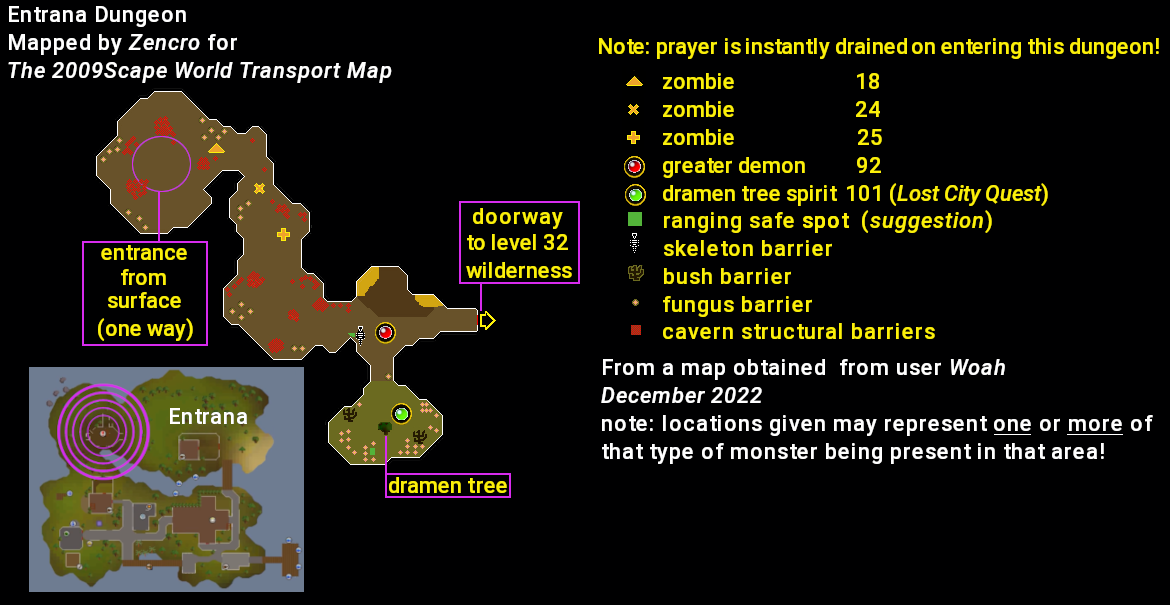 Entrana Dungeon
Mapped by Zencro for
The 2009Scape World Transport Map
Note: prayer is instantly drained on entering this dungeon!
zombie 18
zombie 24
zombie 25
greater demon 92
dramen tree spirit 101 (Lost City Quest)
ranging safe spot (suggestion)
skeleton barrier
bush barrier
fungus barrier
cavern structural barriers
From a map obtained from user Woah
December 2022
note: locations given may represent one or more of
that type of monster being present in that area!
doorway
to level 32
wilderness
entrance
from
surface
(one way)
Entrana
dramen tree